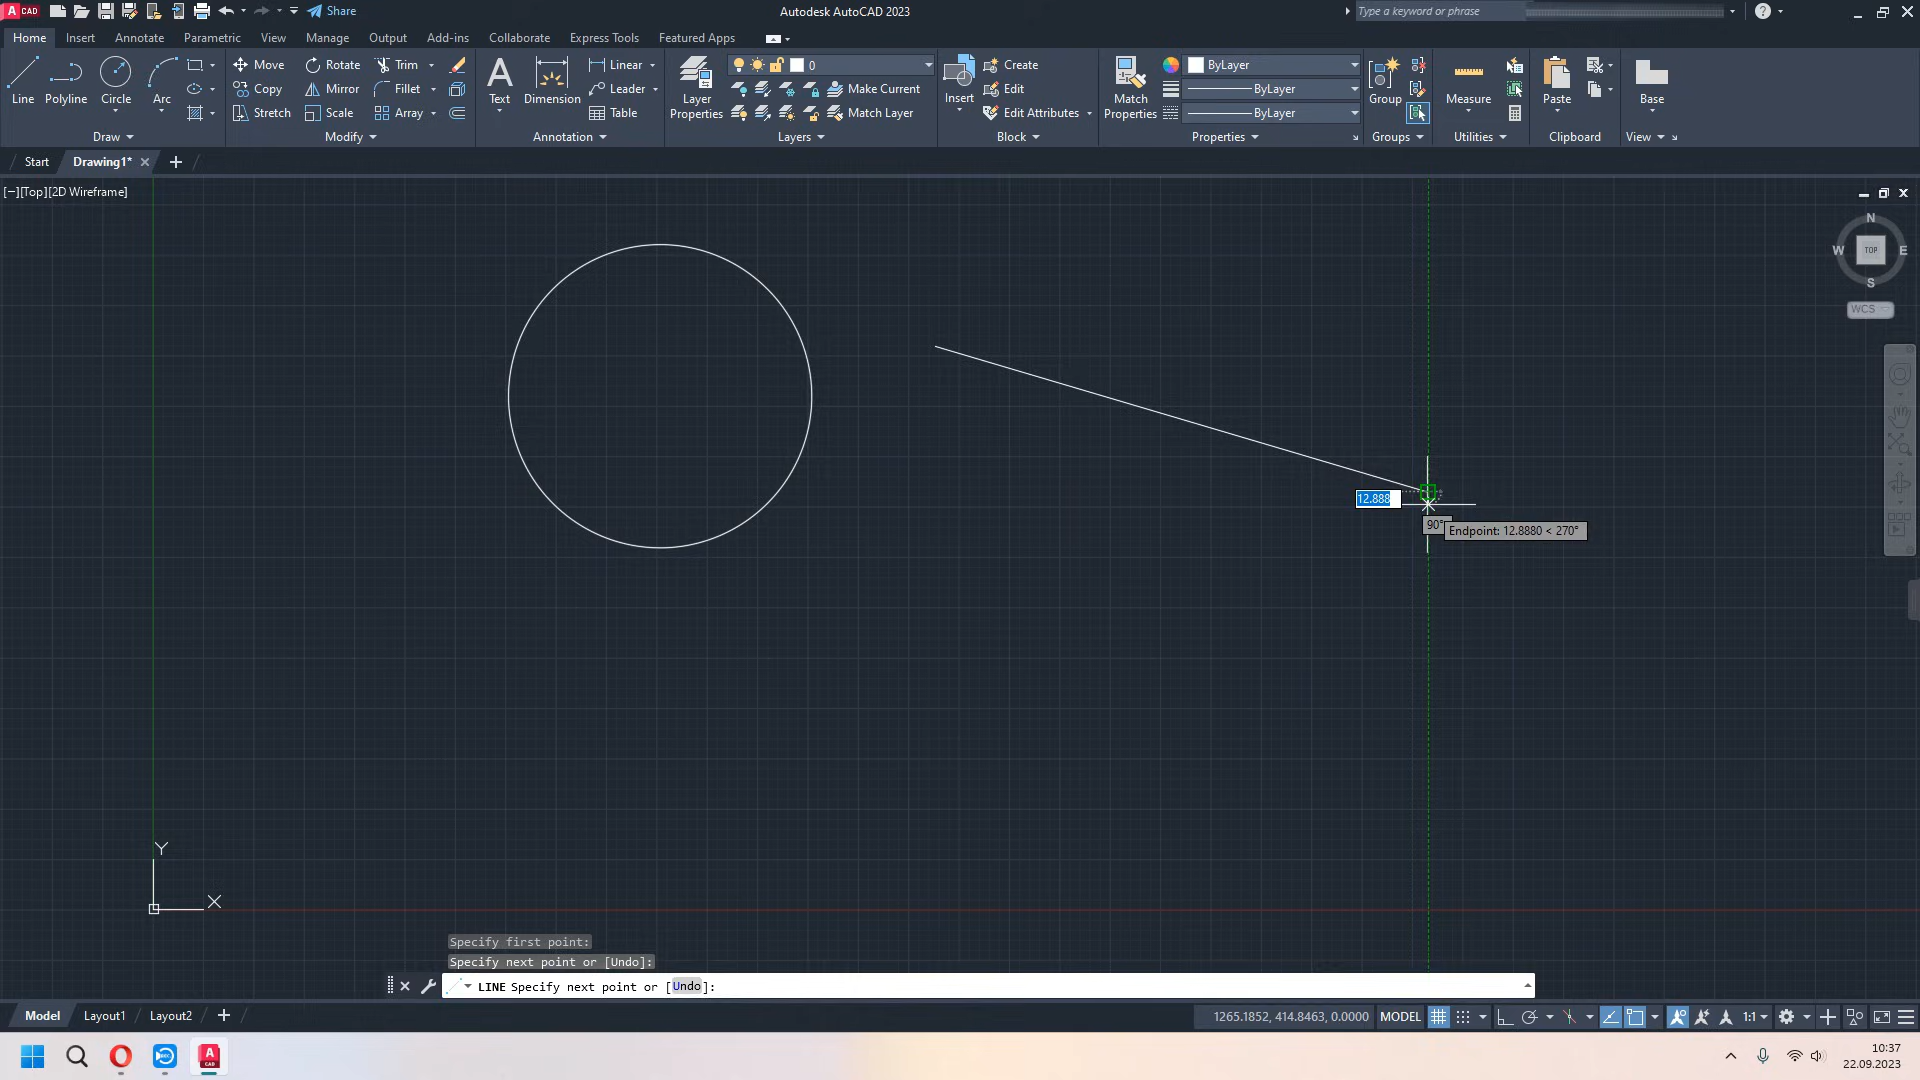 A CAD
Share
Autodesk AutoCAD 2023
Type a keyword or phrase
Home Insert Annotate Parametric View Manage Output Add-ins Collaborate Express Tools Featured Apps
Line Polyline Circle Arc
Draw
Move Rotate Trim
Copy Mirror Fillet
Stretch Scale Array
Modify
Text Dimension
Linear
Leader
Table
Annotation
Layer
Properties
0
Make Current
Match Layer
Layers
Insert
Create
Edit
Edit Attributes
Block
Match
Properties
ByLayer
ByLayer
ByLayer
Properties
Group
Groups
Measure
Utilities
Paste
Clipboard
Base
View
Start Drawing1*
[−][Top][2D Wireframe]
N
W TOP E
S
WCS
12.888
90°
Endpoint: 12.8880 < 270°
Y
X
Specify first point:
Specify next point or [Undo]:
LINE Specify next point or [Undo]:
Model Layout1 Layout2
1265.1852, 414.8463, 0.0000 MODEL 1:1
REC
A CAD
10:37
22.09.2023